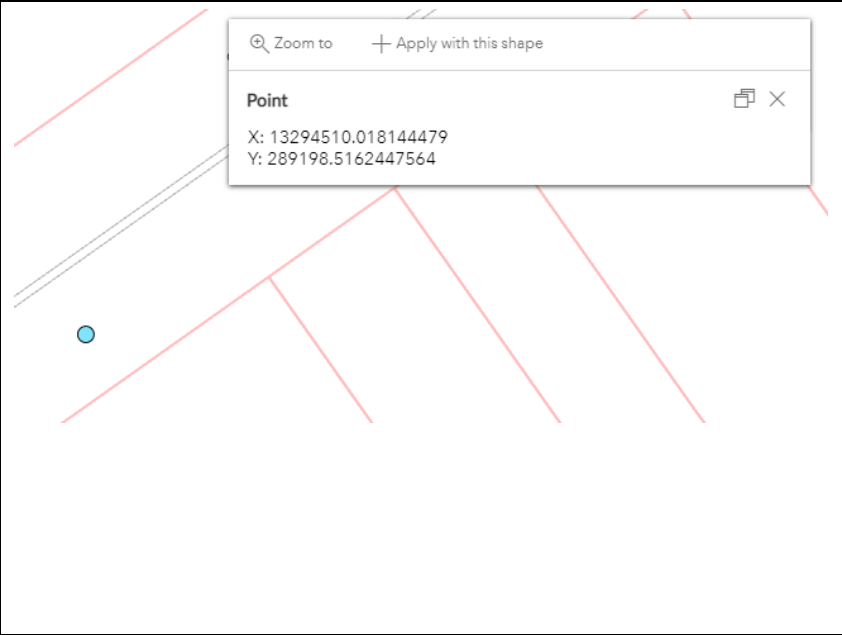 Zoom to
Apply with this shape
Point
X: 13294510.018144479
Y: 289198.5162447564